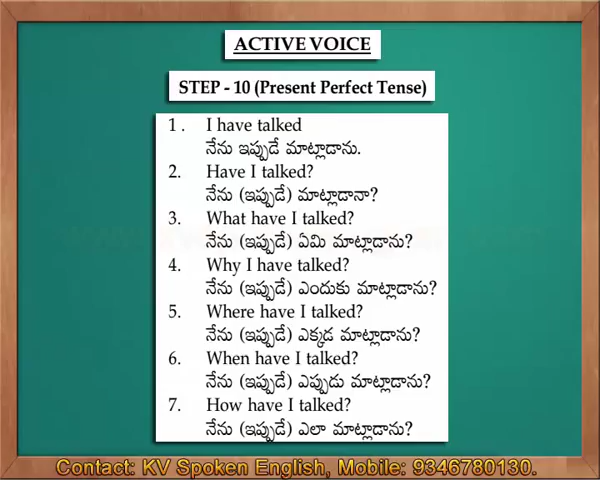 ACTIVE VOICE
STEP - 10 (Present Perfect Tense)
1 . I have talked
నేను ఇప్పుడే మాట్లాడాను.
2. Have I talked?
నేను (ఇప్పుడే) మాట్లాడానా?
3. What have I talked?
నేను (ఇప్పుడే) ఏమి మాట్లాడాను?
4. Why I have talked?
నేను (ఇప్పుడే) ఎందుకు మాట్లాడాను?
5. Where have I talked?
నేను (ఇప్పుడే) ఎక్కడ మాట్లాడాను?
6. When have I talked?
నేను (ఇప్పుడే) ఎప్పుడు మాట్లాడాను?
7. How have I talked?
నేను (ఇప్పుడే) ఎలా మాట్లాడాను?
Contact: KV Spoken English, Mobile: 9346780130.